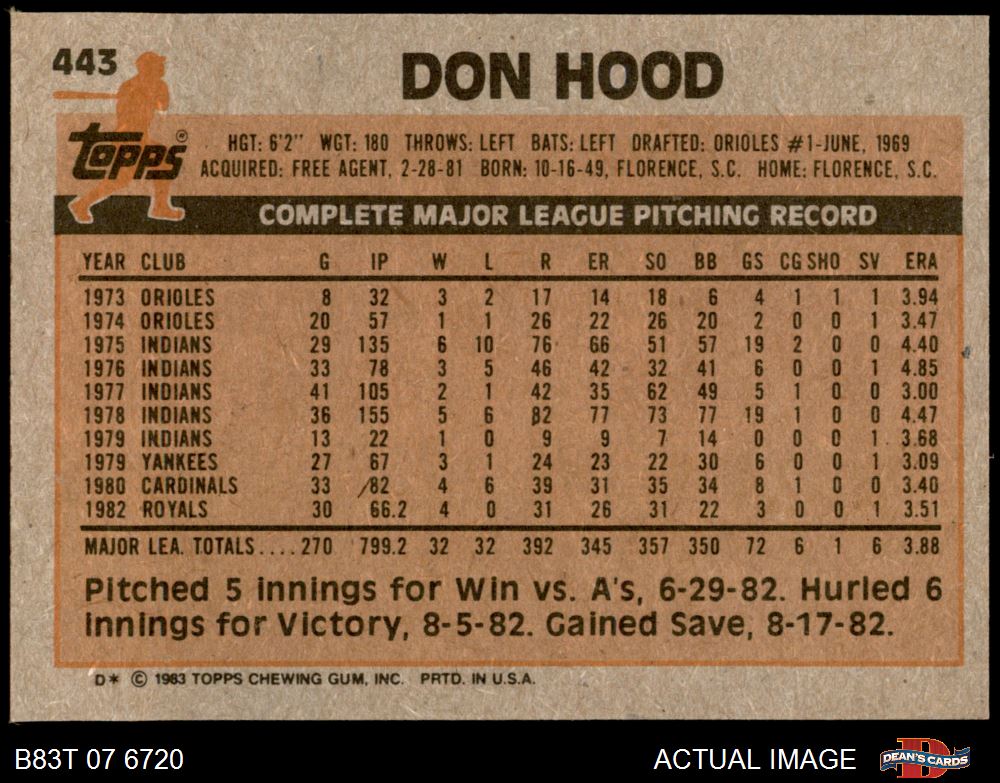 443
DON HOOD
Topps®
HGT: 6'2" WGT: 180 THROWS: LEFT BATS: LEFT DRAFTED: ORIOLES #1-JUNE, 1969
ACQUIRED: FREE AGENT, 2-28-81 BORN: 10-16-49, FLORENCE, S.C. HOME: FLORENCE, S.C.
COMPLETE MAJOR LEAGUE PITCHING RECORD
YEAR CLUB G IP W L R ER SO BB GS CG SHO SV ERA
1973 ORIOLES 8 32 3 2 17 14 18 6 4 1 1 1 3.94
1974 ORIOLES 20 57 1 1 26 22 26 20 2 0 0 1 3.47
1975 INDIANS 29 135 6 10 76 66 51 57 19 2 0 0 4.40
1976 INDIANS 33 78 3 5 46 42 32 41 6 0 0 1 4.85
1977 INDIANS 41 105 2 1 42 35 62 49 5 1 0 0 3.00
1978 INDIANS 36 155 5 6 82 77 73 77 19 1 0 0 4.47
1979 INDIANS 13 22 1 0 9 9 7 14 0 0 0 1 3.68
1979 YANKEES 27 67 3 1 24 23 22 30 6 0 0 1 3.09
1980 CARDINALS 33 82 4 6 39 31 35 34 8 1 0 0 3.40
1982 ROYALS 30 66.2 4 0 31 26 31 22 3 0 0 1 3.51
MAJOR LEA. TOTALS.... 270 799.2 32 32 392 345 357 350 72 6 1 6 3.88
Pitched 5 innings for Win vs. A's, 6-29-82. Hurled 6
innings for Victory, 8-5-82. Gained Save, 8-17-82.
D* © 1983 TOPPS CHEWING GUM, INC. PRTD. IN U.S.A.
B83T 07 6720
ACTUAL IMAGE
D DEAN'S CARDS